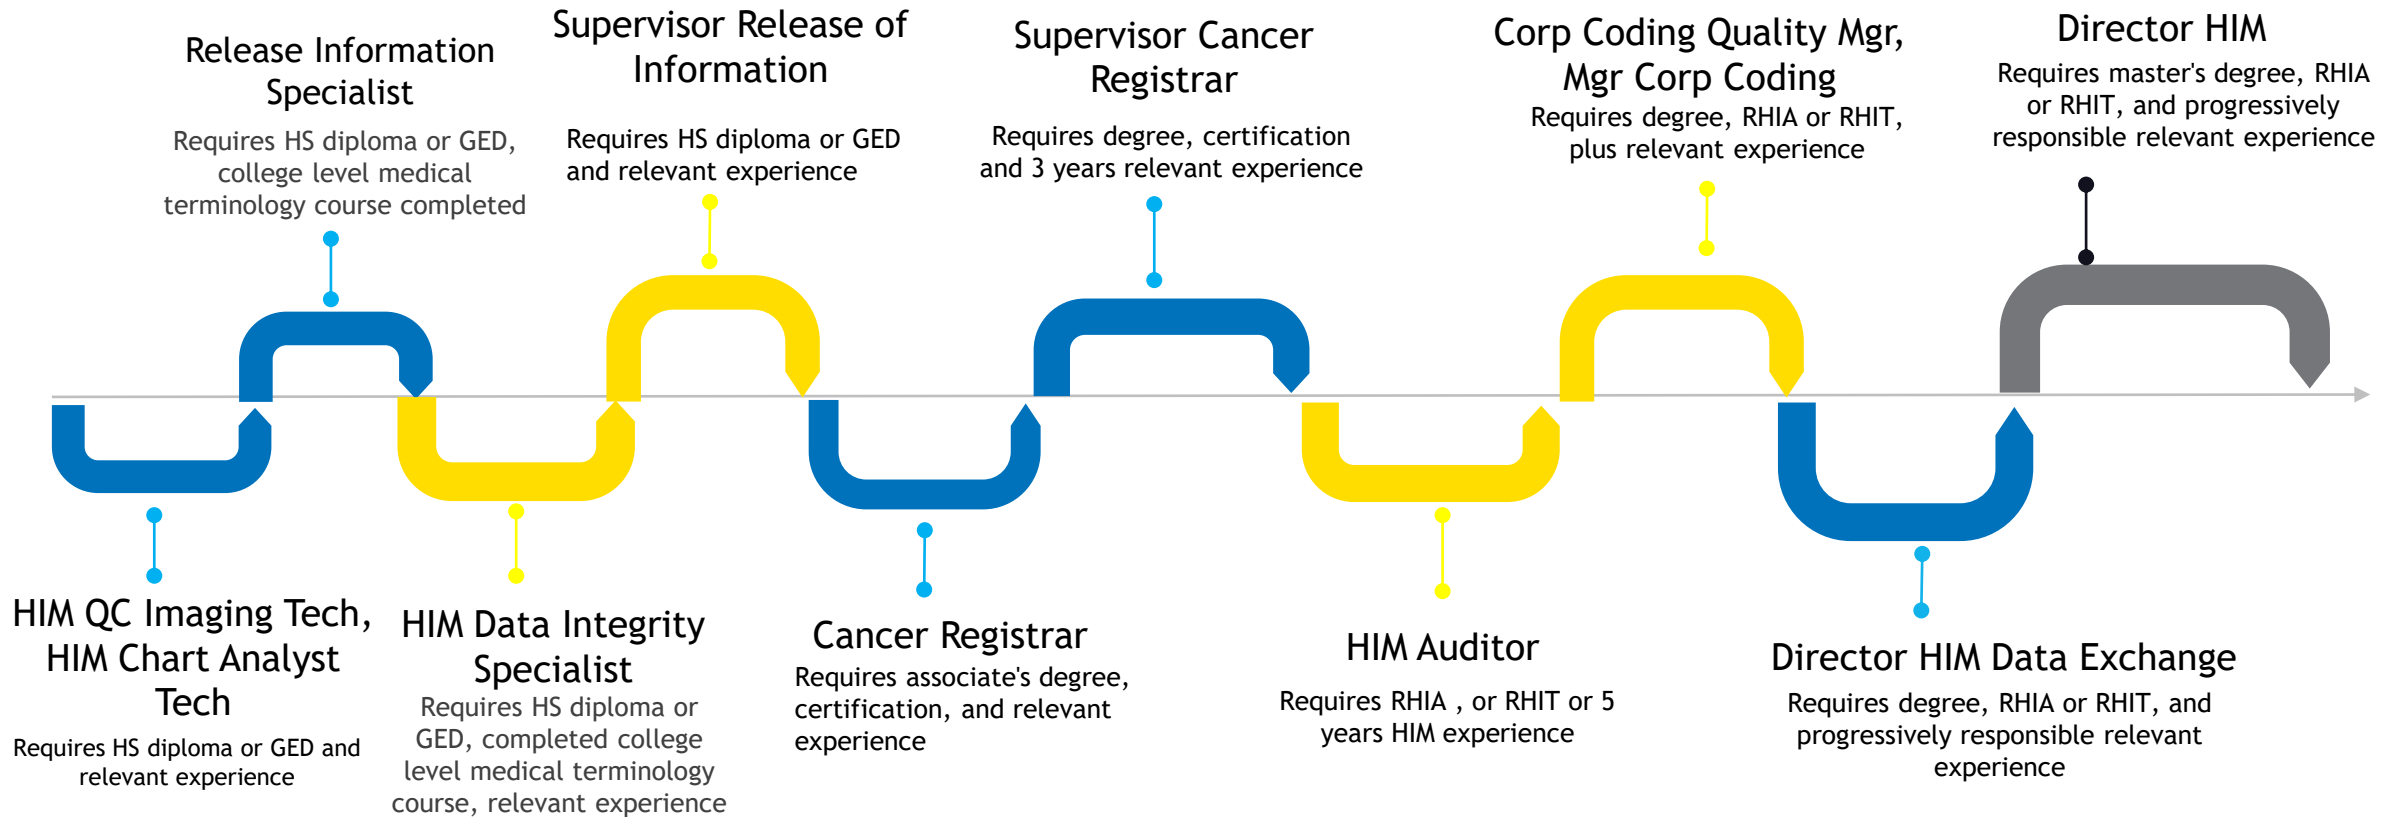 Release Information
Specialist
Requires HS diploma or GED,
college level medical
terminology course completed
Supervisor Release of
Information
Requires HS diploma or GED
and relevant experience
Supervisor Cancer
Registrar
Requires degree, certification
and 3 years relevant experience
Corp Coding Quality Mgr,
Mgr Corp Coding
Requires degree, RHIA or RHIT,
plus relevant experience
Director HIM
Requires master's degree, RHIA
or RHIT, and progressively
responsible relevant experience
HIM QC Imaging Tech,
HIM Chart Analyst
Tech
Requires HS diploma or GED and
relevant experience
HIM Data Integrity
Specialist
Requires HS diploma or
GED, completed college
level medical terminology
course, relevant experience
Cancer Registrar
Requires associate's degree,
certification, and relevant
experience
HIM Auditor
Requires RHIA , or RHIT or 5
years HIM experience
Director HIM Data Exchange
Requires degree, RHIA or RHIT, and
progressively responsible relevant
experience